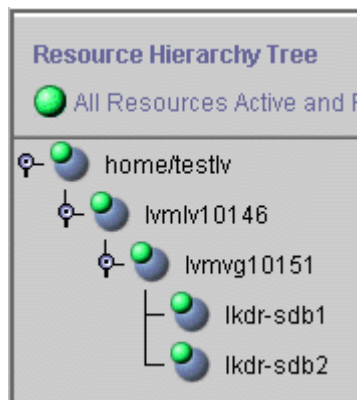 Resource Hierarchy Tree
All Resources Active and
home/testlv
lvmlv10146
lvmvg10151
lkdr-sdb1
lkdr-sdb2